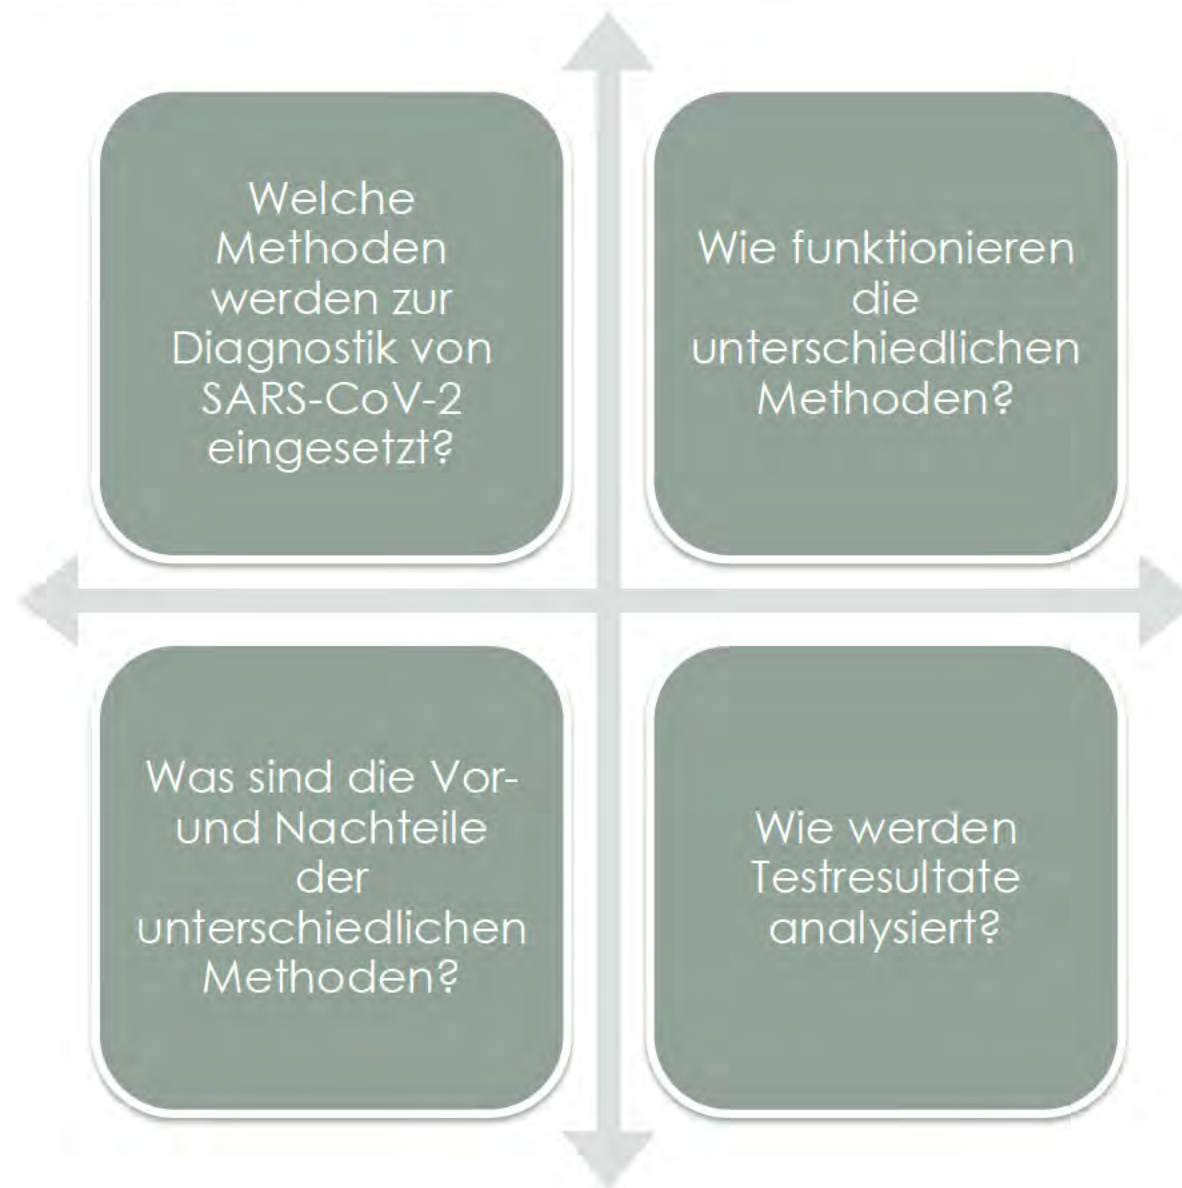 Welche
Methoden
werden zur
Diagnostik von
SARS-CoV-2
eingesetzt?
Wie funktionieren
die
unterschiedlichen
Methoden?
Was sind die Vor-
und Nachteile
der
unterschiedlichen
Methoden?
Wie werden
Testresultate
analysiert?